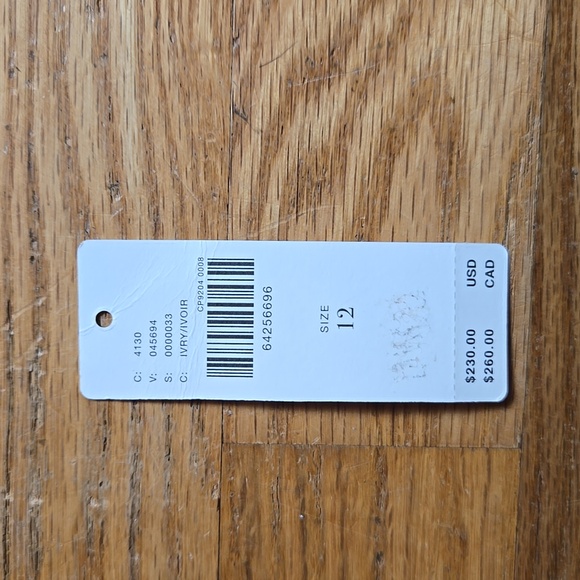 C: 4130
V: 045694
S: 0000033
C: IVRY/IVOIR
CP9204 0008
64256696
SIZE
12
$230.00 USD
$260.00 CAD